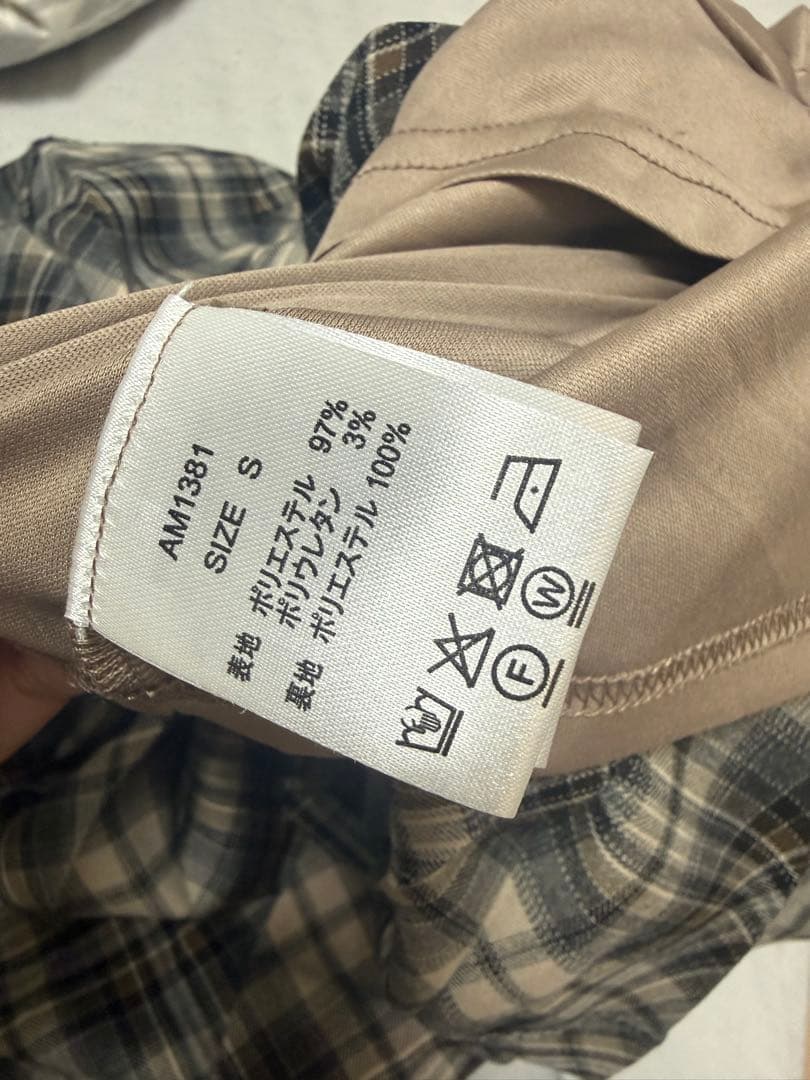 AM1381
SIZE S
表地 ポリエステル 97%
ポリウレタン 3%
裏地 ポリエステル 100%
W
F